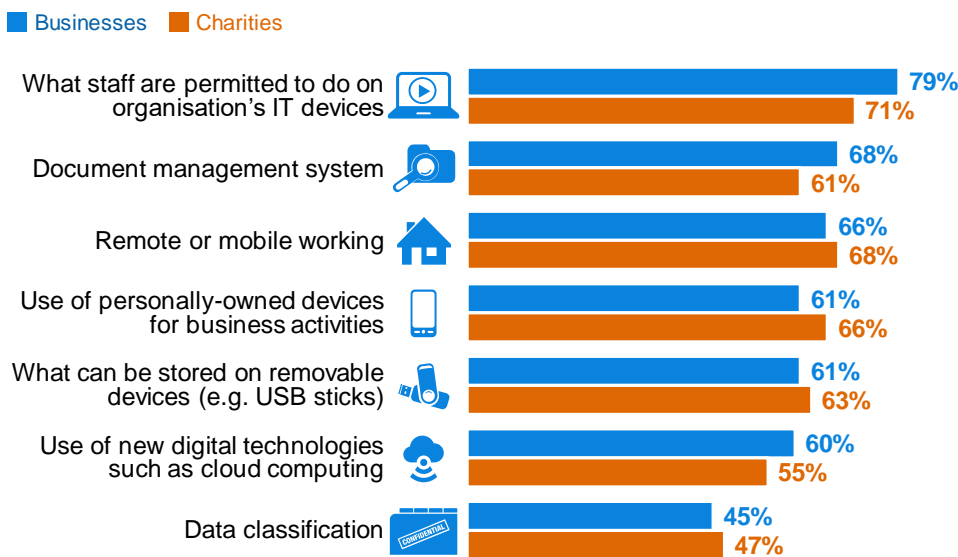 Businesses Charities
What staff are permitted to do on
organisation's IT devices
79%
71%
Document management system
68%
61%
Remote or mobile working
66%
68%
Use of personally-owned devices
for business activities
61%
66%
What can be stored on removable
devices (e.g. USB sticks)
61%
63%
Use of new digital technologies
such as cloud computing
60%
55%
Data classification
CONFIDENTIAL
45%
47%